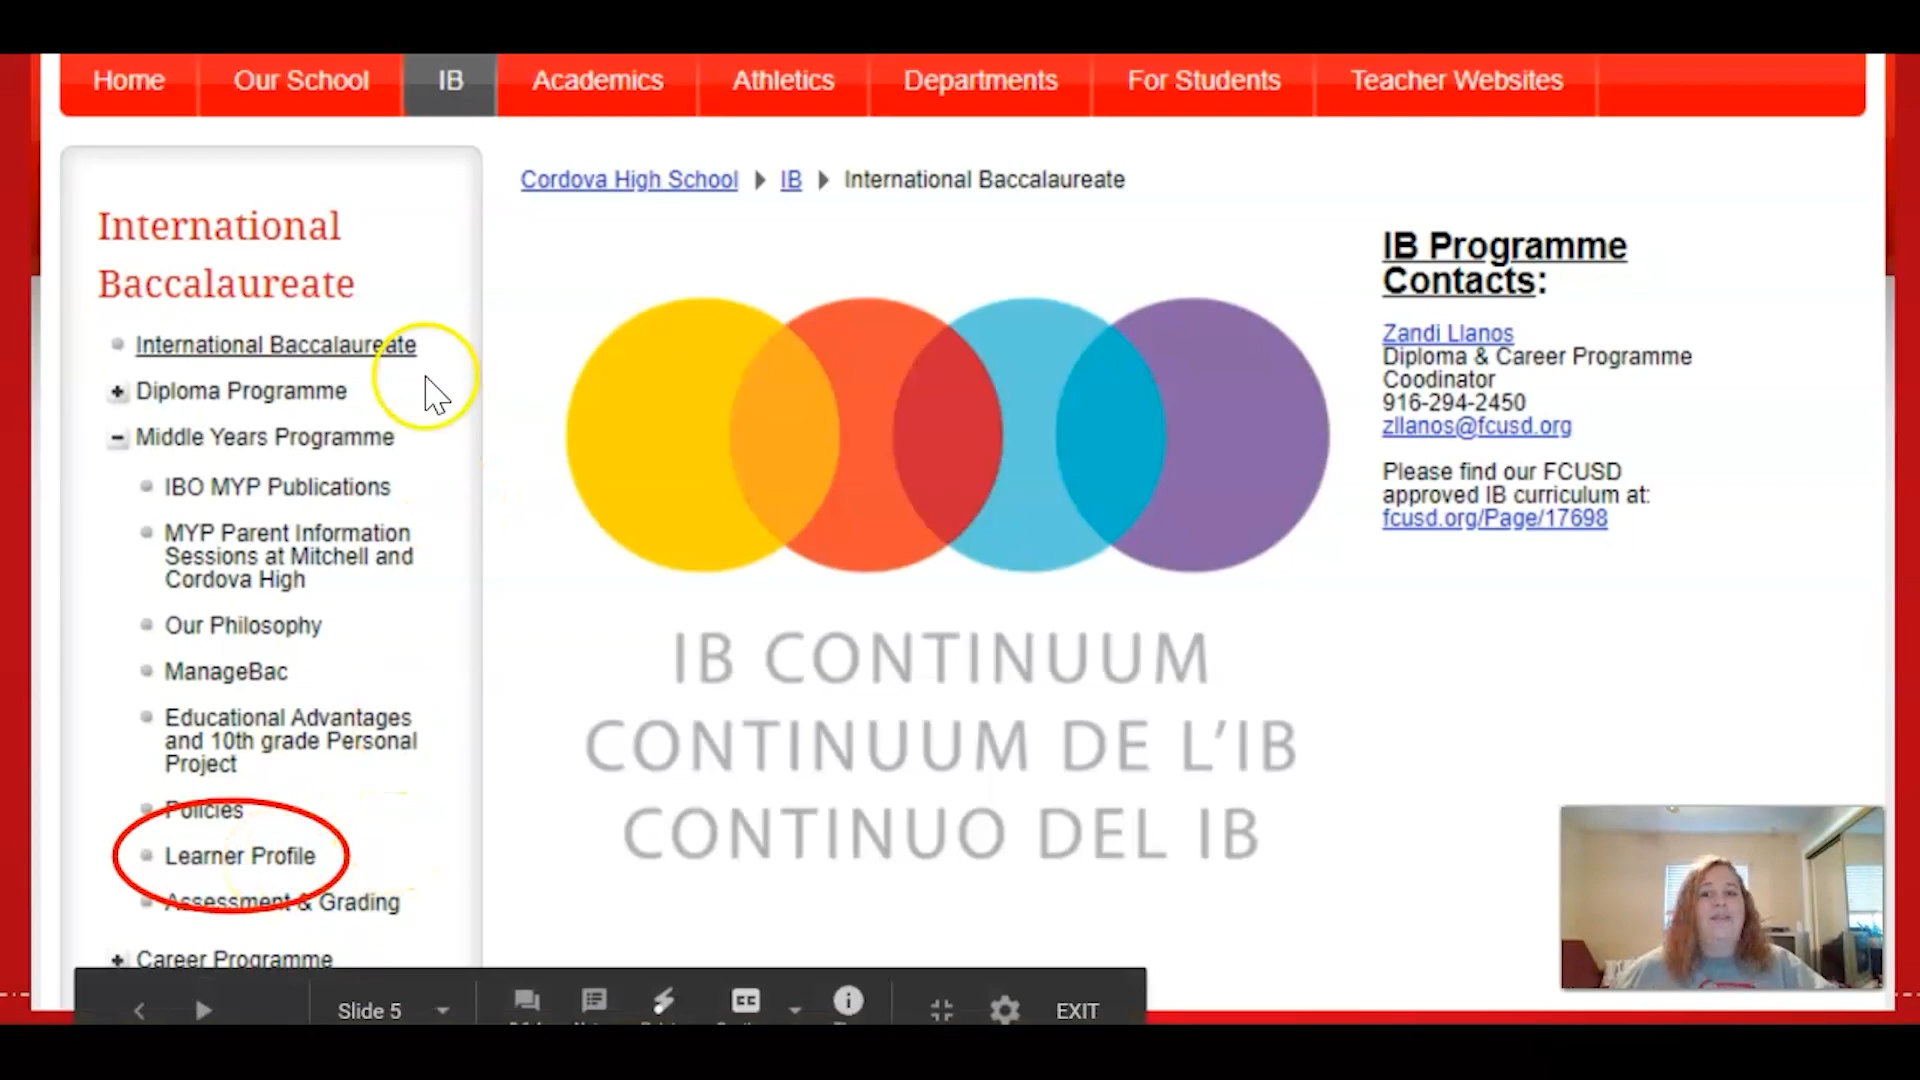 Home
Our School
IB
Academics
Athletics
Departments
For Students
Teacher Websites
International
Baccalaureate
International Baccalaureate
Diploma Programme
Middle Years Programme
IBO MYP Publications
MYP Parent Information
Sessions at Mitchell and
Cordova High
Our Philosophy
ManageBac
Educational Advantages
and 10th grade Personal
Project
Policies
Learner Profile
Assessment & Grading
Career Programme
Cordova High School IB International Baccalaureate
IB CONTINUUM
CONTINUUM DE L'IB
CONTINUO DEL IB
IB Programme
Contacts:
Zandi Llanos
Diploma & Career Programme
Coodinator
916-294-2450
zllanos@fcusd.org
Please find our FCUSD
approved IB curriculum at:
fcusd.org/Page/17698
Slide 5
CC
EXIT